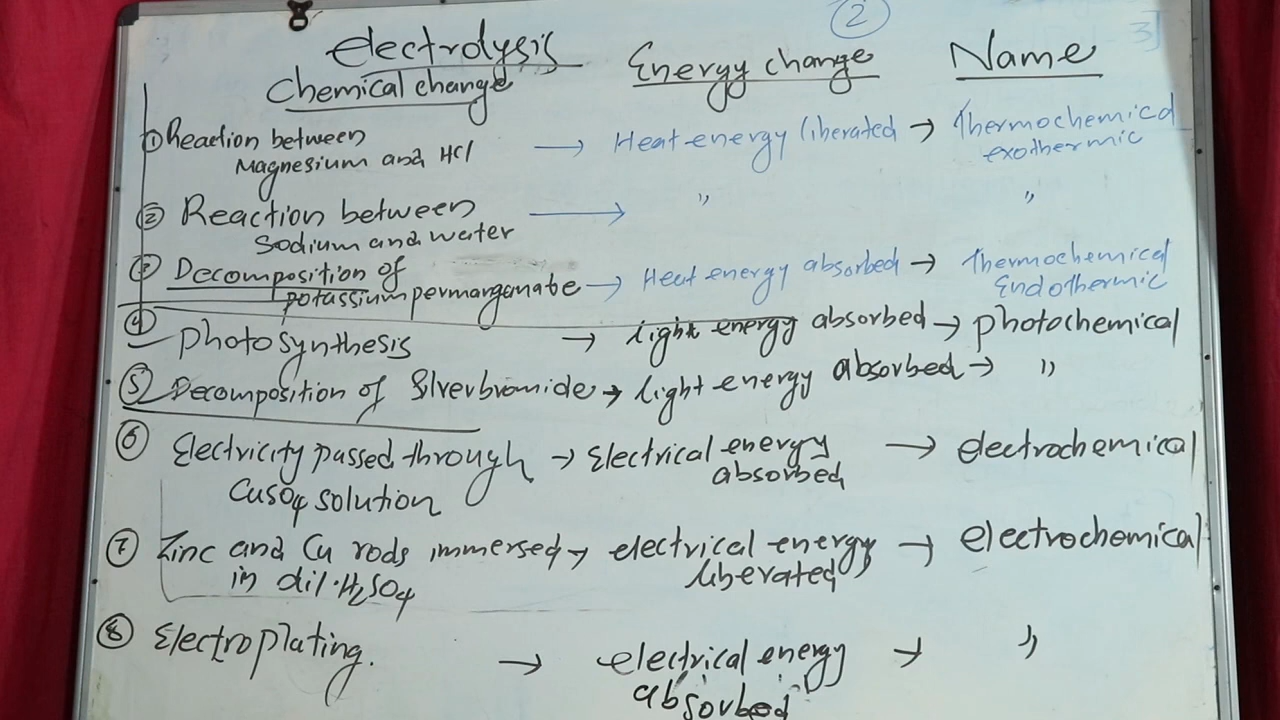 2
3]
Electrolysis
Chemical change Energy change Name
① Reaction between → Heat energy liberated → Thermochemical
Magnesium and HCl exothermic
② Reaction between → " "
Sodium and water
③ Decomposition of → Heat energy absorbed → Thermochemical
potassium permanganate Endothermic
④ Photosynthesis → light energy absorbed → photochemical
⑤ Decomposition of Silverbromide → light energy absorbed → "
⑥ Electricity passed through → Electrical energy → electrochemical
CuSO4 solution absorbed
⑦ Zinc and Cu rods immersed → electrical energy → electrochemical
in dil. H2SO4 liberated
⑧ Electroplating. → electrical energy → "
absorbed